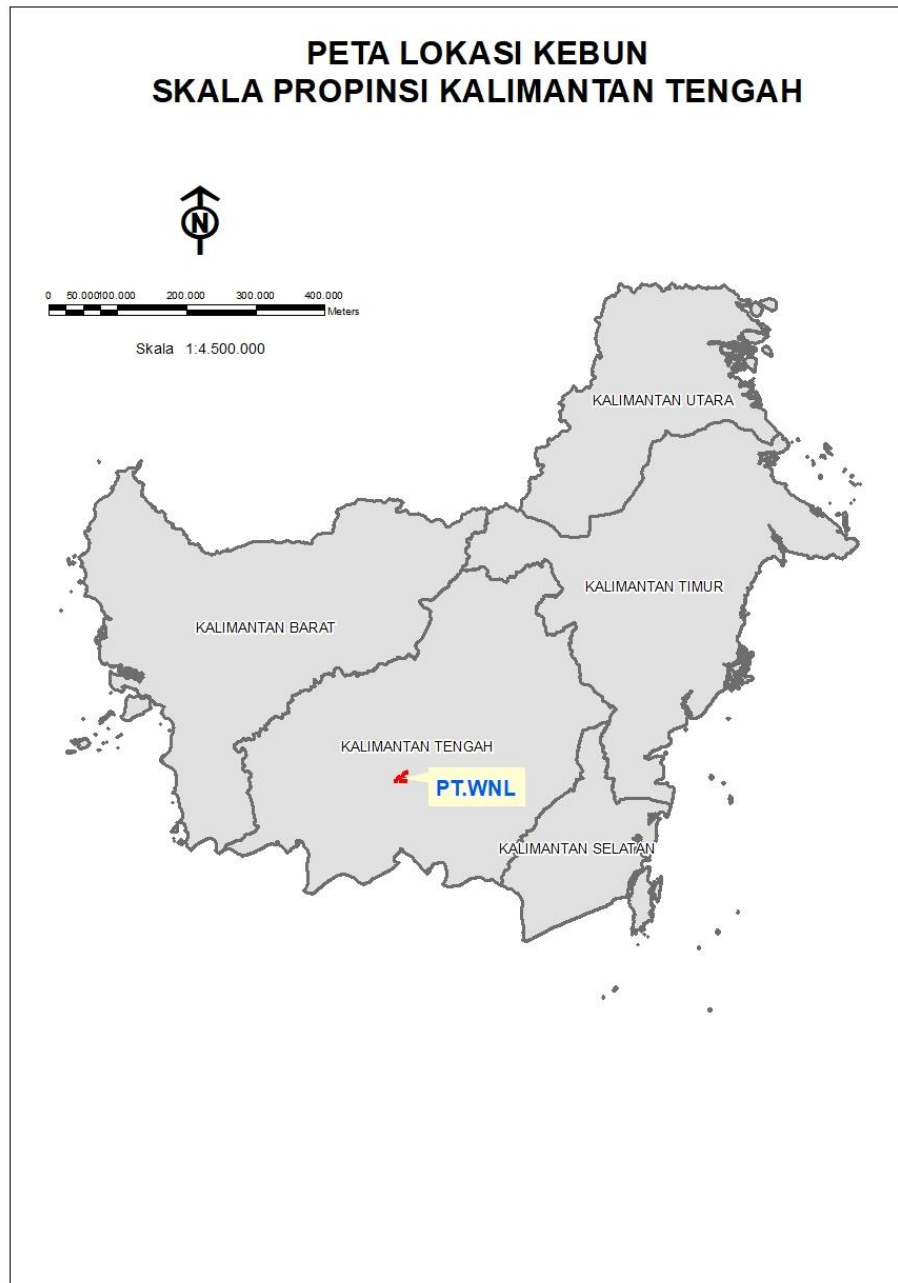 PETA LOKASI KEBUN
SKALA PROPINSI KALIMANTAN TENGAH
N
0 50.000100.000 200.000 300.000 400.000
Meters
Skala 1:4.500.000
KALIMANTAN UTARA
KALIMANTAN TIMUR
KALIMANTAN BARAT
KALIMANTAN TENGAH
PT.WNL
KALIMANTAN SELATAN